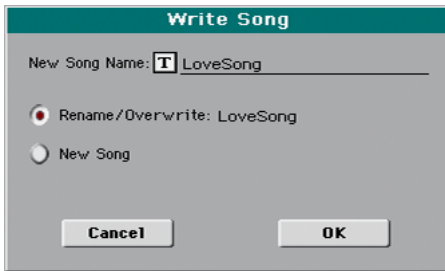 Write Song
New Song Name: T LoveSong
Rename/Overwrite: LoveSong
New Song
Cancel OK